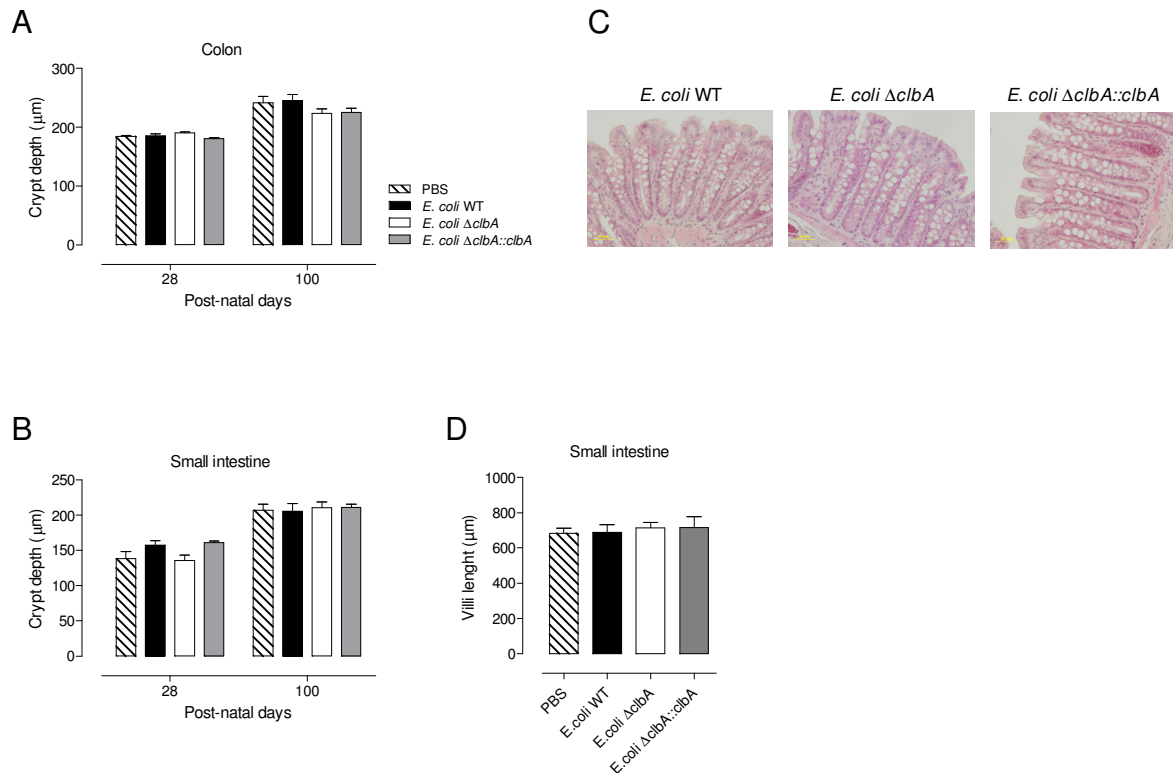 A
Colon
300
200
100
0
Crypt depth (μm)
28
100
Post-natal days
PBS
E. coli WT
E. coli ΔclbA
E. coli ΔclbA::clbA
C
E. coli WT
E. coli ΔclbA
E. coli ΔclbA::clbA
B
Small intestine
250
200
150
100
50
0
Crypt depth (μm)
28
100
Post-natal days
D
Small intestine
1000
800
600
400
200
0
Villi lenght (μm)
PBS
E.coli WT
E.coli ΔclbA
E.coli ΔclbA::clbA